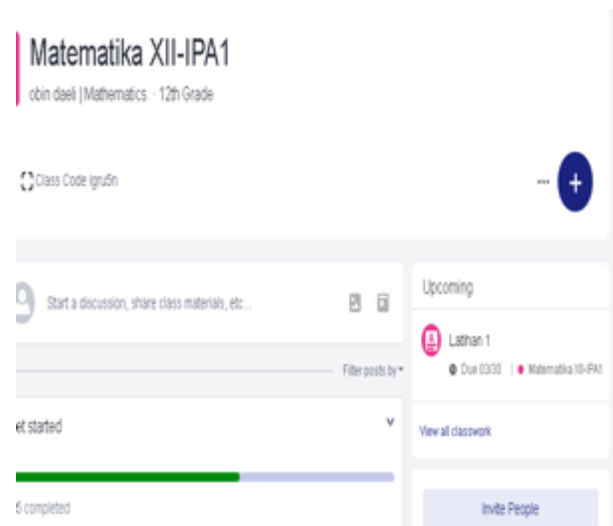 Matematika XII-IPA1
obin daeli | Mathematics · 12th Grade
Class Code igru5n
Start a discussion, share class materials, etc...
Filter posts by
et started
5 completed
Upcoming
Latihan 1
Due 03/30 | Matematika XII-IPA1
View all classwork
Invite People